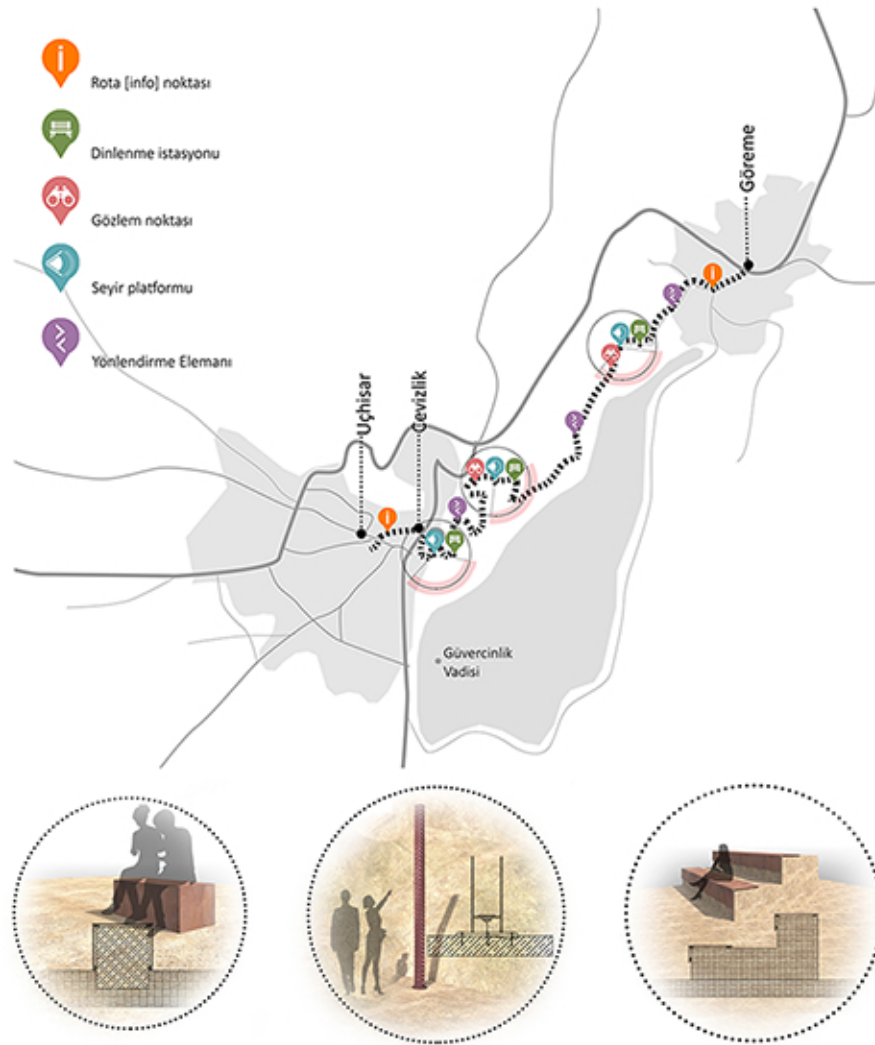 Rota [info] noktası
Dinlenme istasyonu
Gözlem noktası
Seyir platformu
Yönlendirme Elemanı
Göreme
Uçhisar
Cevizlik
Güvercinlik
Vadisi